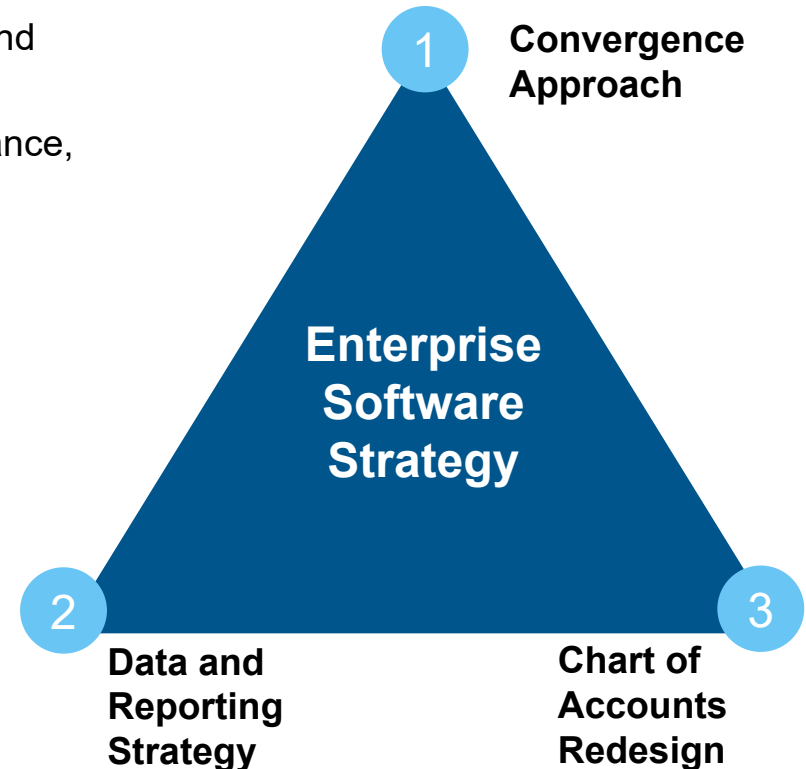 nd
ance,
1
Convergence
Approach
Enterprise
Software
Strategy
2
Data and
Reporting
Strategy
3
Chart of
Accounts
Redesign